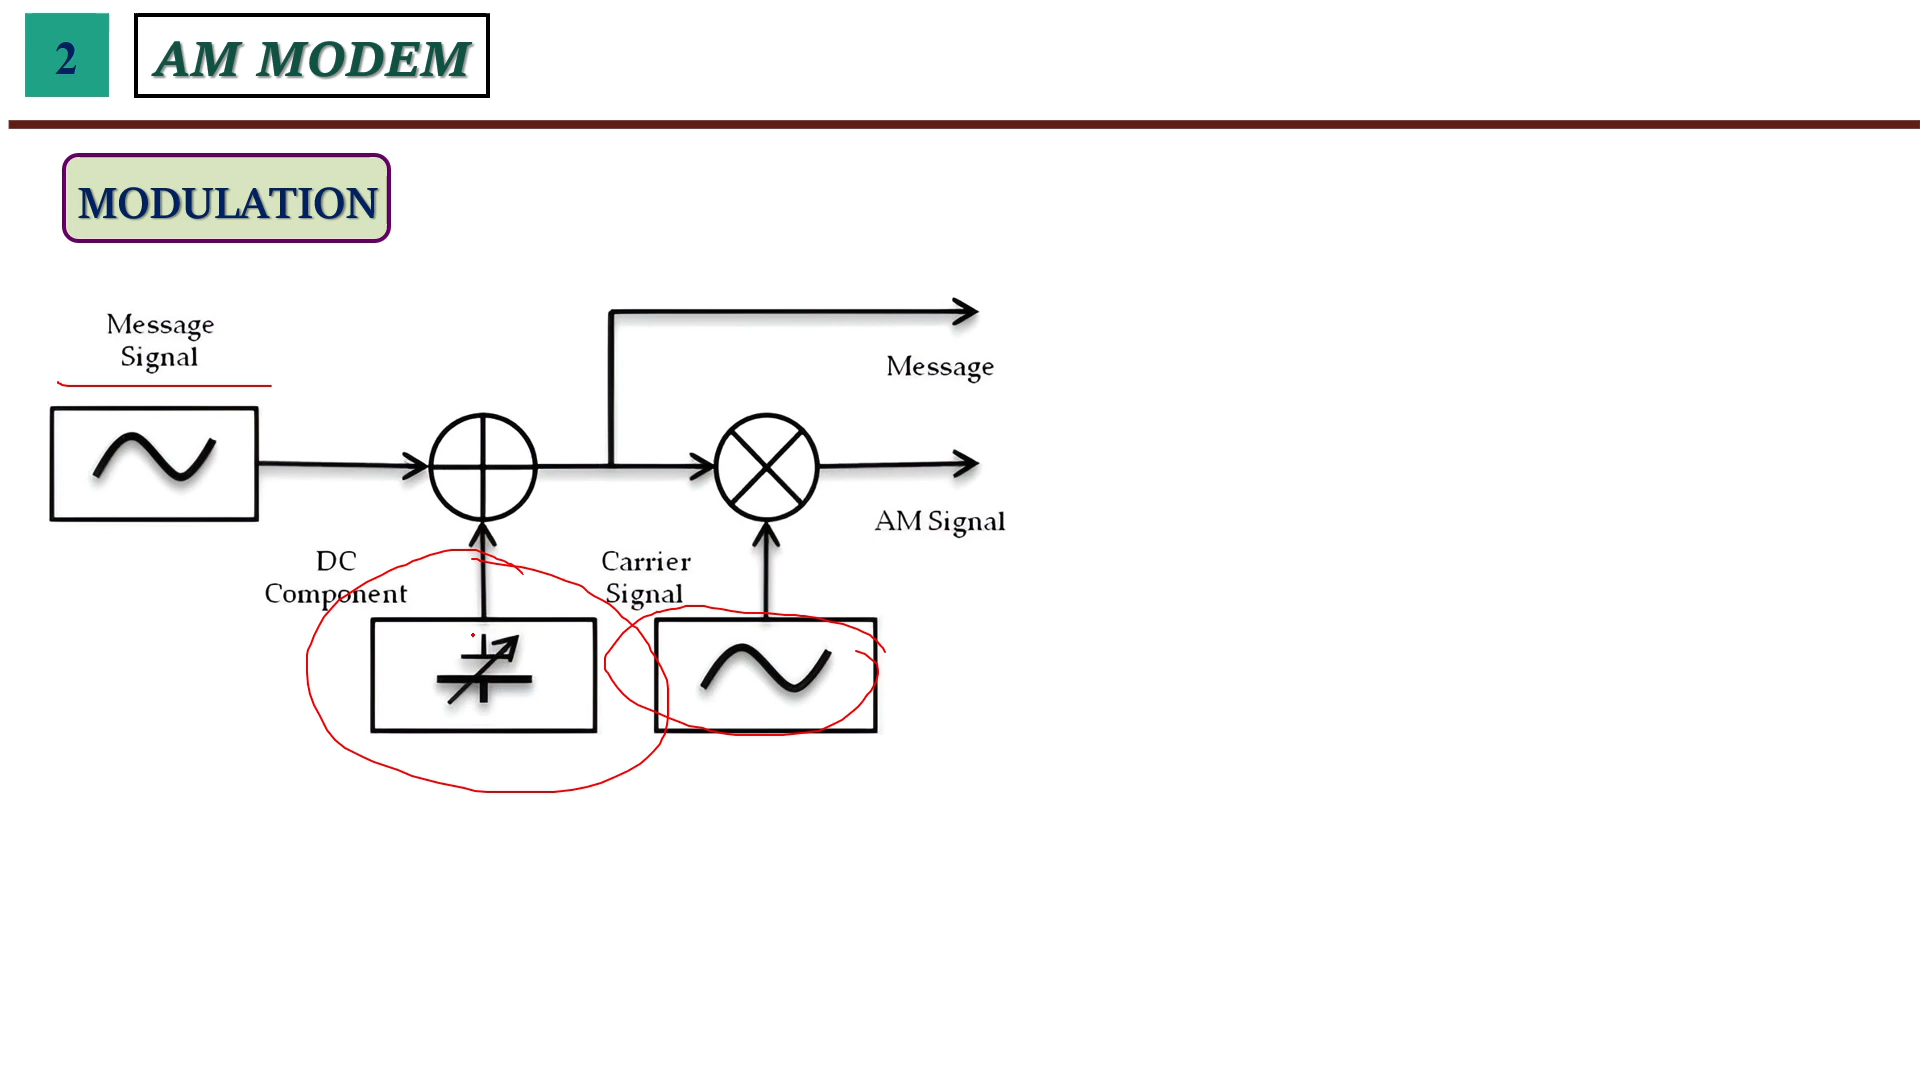 2
AM MODEM
MODULATION
Message
Signal
Message
AM Signal
DC
Component
Carrier
Signal